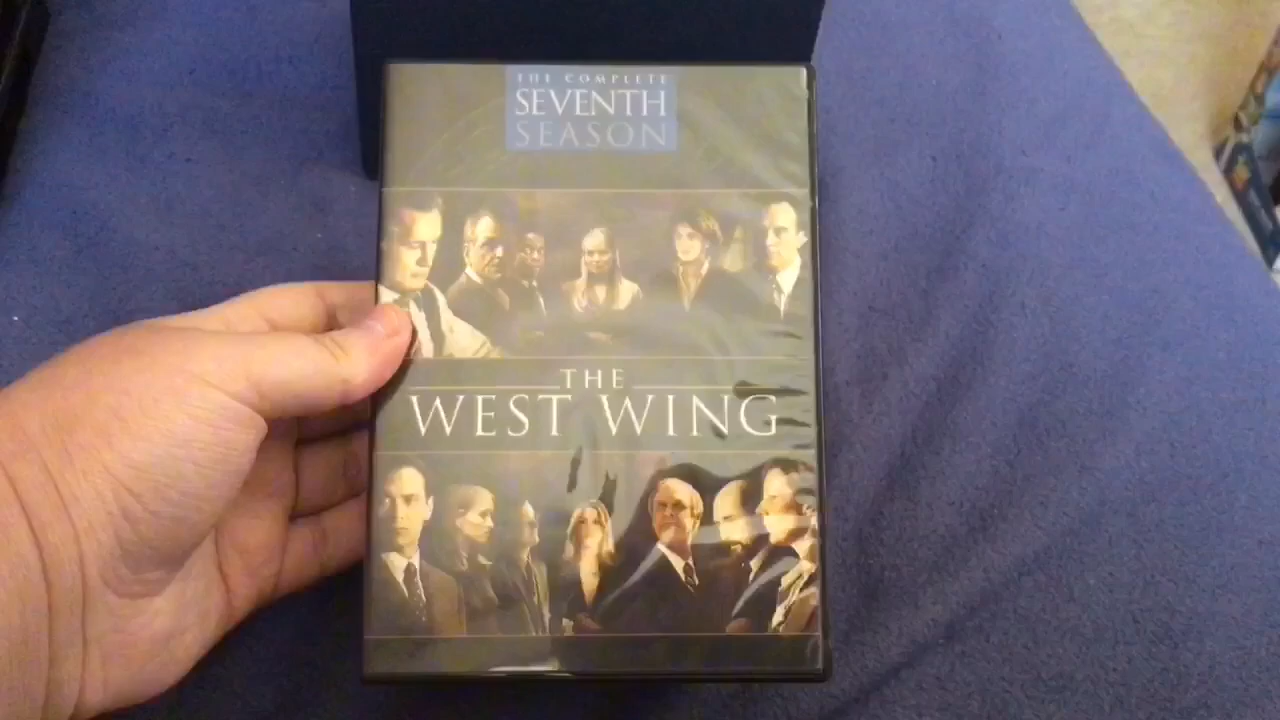 THE COMPLETE
SEVENTH
SEASON
THE
WEST WING